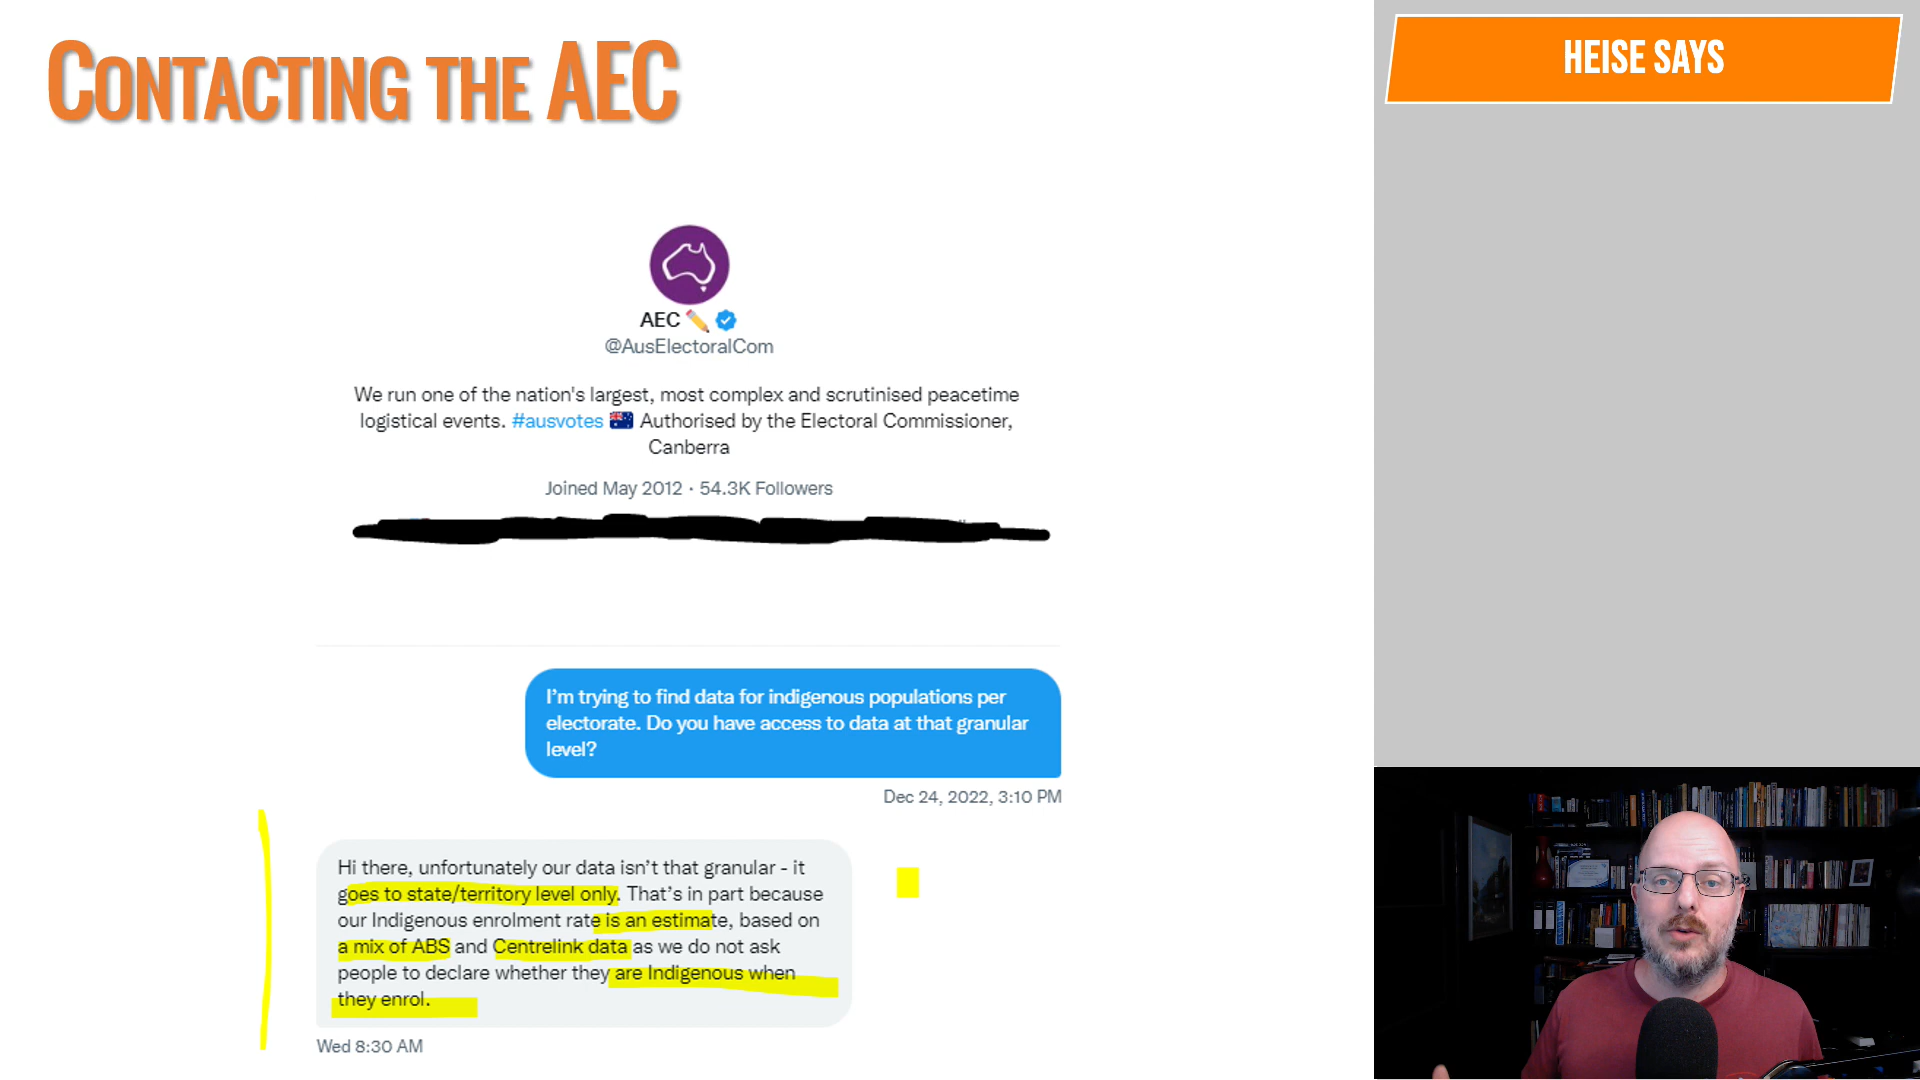 CONTACTING THE AEC
HEISE SAYS
AEC ✏️
@AusElectoralCom
We run one of the nation's largest, most complex and scrutinised peacetime
logistical events. #ausvotes 🇦🇺 Authorised by the Electoral Commissioner,
Canberra
Joined May 2012 · 54.3K Followers
I'm trying to find data for indigenous populations per
electorate. Do you have access to data at that granular
level?
Dec 24, 2022, 3:10 PM
Hi there, unfortunately our data isn't that granular - it
goes to state/territory level only. That's in part because
our Indigenous enrolment rate is an estimate, based on
a mix of ABS and Centrelink data as we do not ask
people to declare whether they are Indigenous when
they enrol.
Wed 8:30 AM